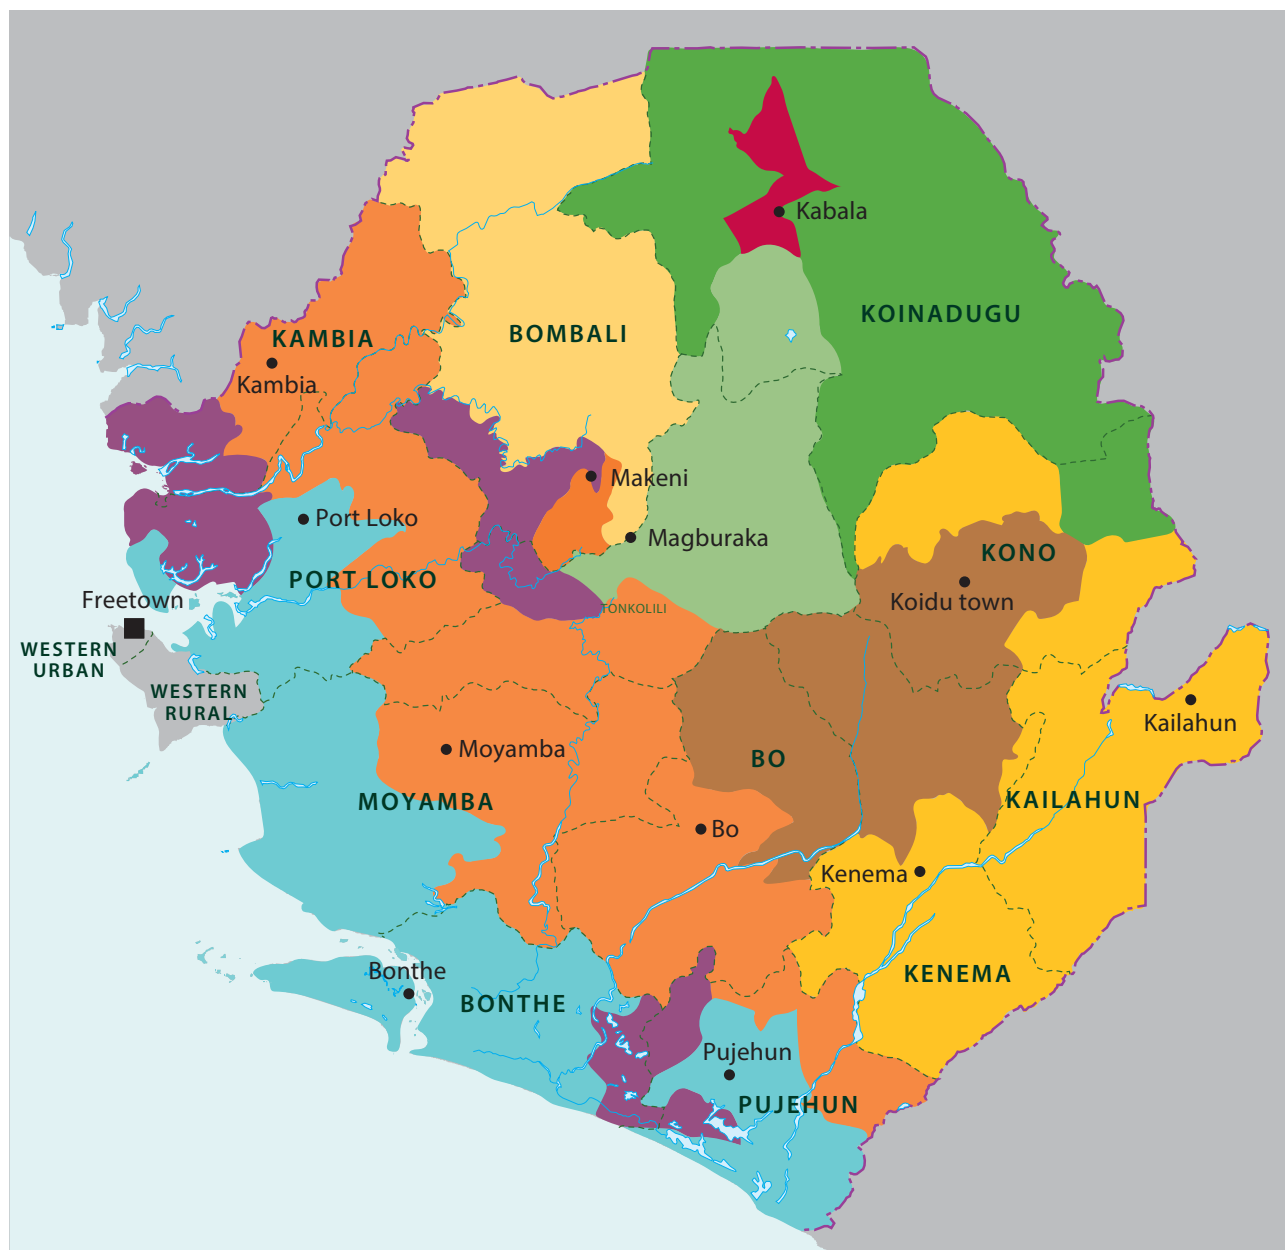 Kabala
KOINADUGU
BOMBALI
KAMBIA
Kambia
Makeni
Port Loko
Magburaka
KONO
PORT LOKO
Koidu town
Freetown
TONKOLILI
WESTERN
URBAN
WESTERN
RURAL
Kailahun
Moyamba
BO
MOYAMBA
KAILAHUN
Bo
Kenema
Bonthe
KENEMA
BONTHE
Pujehun
PUJEHUN